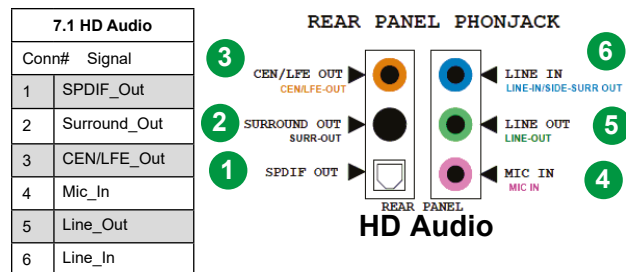 7.1 HD Audio
Conn# Signal
1 SPDIF_Out
2 Surround_Out
3 CEN/LFE_Out
4 Mic_In
5 Line_Out
6 Line_In
REAR PANEL PHONJACK
3
6
CEN/LFE OUT
CEN/LFE-OUT
LINE IN
LINE-IN/SIDE-SURR OUT
2
SURROUND OUT
SURR-OUT
LINE OUT
LINE-OUT
5
1
SPDIF OUT
MIC IN
MIC IN
4
REAR PANEL
HD Audio